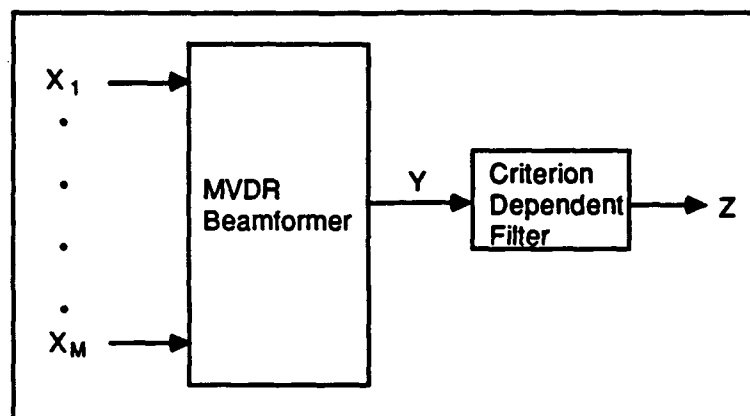 X1
MVDR
Beamformer
Y
Criterion
Dependent
Filter
Z
XM